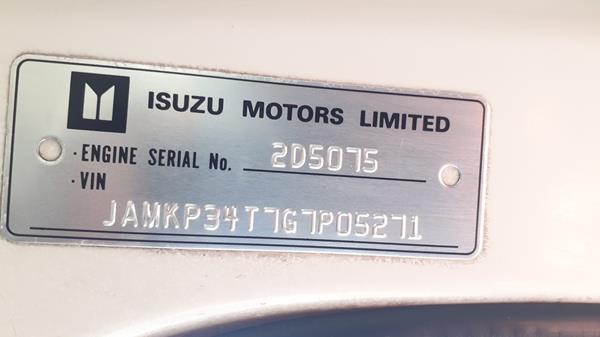 ISUZU MOTORS LIMITED
· ENGINE SERIAL No. 2D5075
· VIN
JAMKP34T7G7P05271